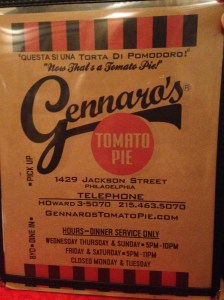 "QUESTA SI UNA TORTA DI POMODORO!"
"Now That's a Tomato Pie!"
Gennaro's®
TOMATO
PIE
1429 JACKSON STREET
PHILADELPHIA
TELEPHONE
HOWARD 3-5070 215.463.5070
GENNAROSTOMATOPIE.COM
HOURS~DINNER SERVICE ONLY
WEDNESDAY THURSDAY & SUNDAY • 5PM -10PM
FRIDAY & SATURDAY • 5PM -11PM
CLOSED MONDAY & TUESDAY
BYO • DINE IN • • PICK UP •